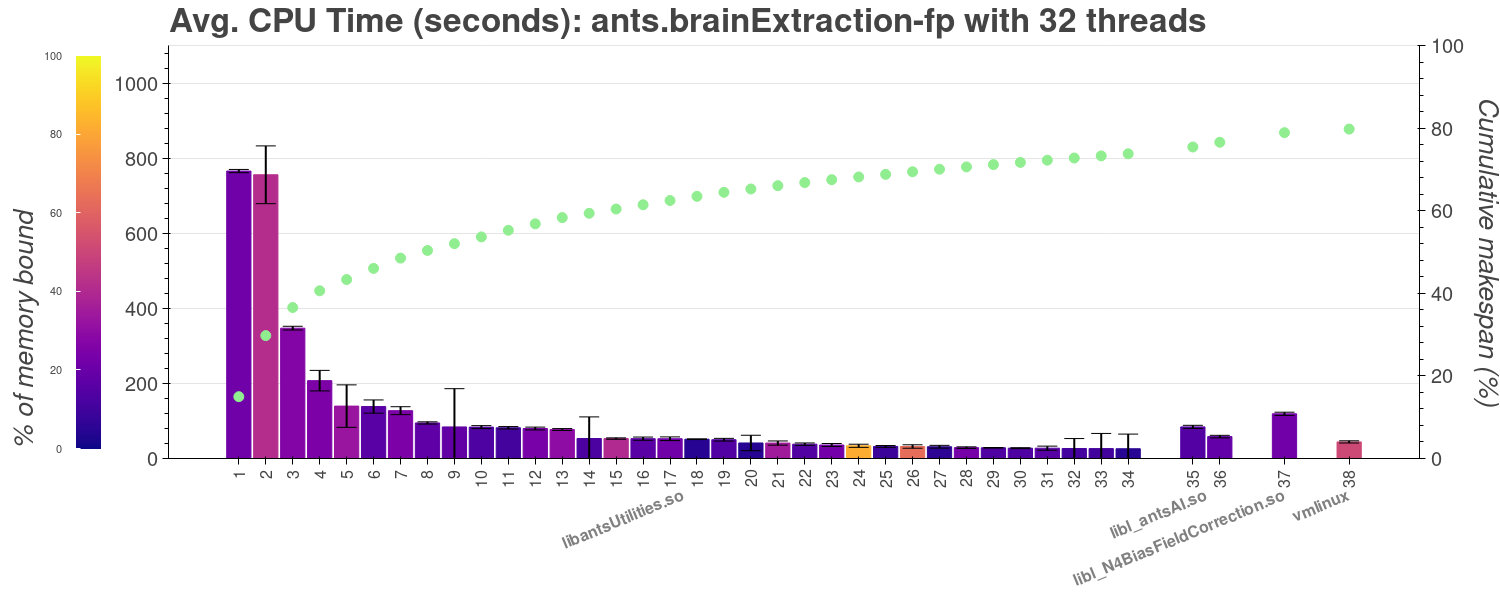 Avg. CPU Time (seconds): ants.brainExtraction-fp with 32 threads
% of memory bound
100
80
60
40
20
0
1000
800
600
400
200
0
100
80
60
40
20
0
Cumulative makespan (%)
1 2 3 4 5 6 7 8 9 10 11 12 13 14 15 16 17 18 19 20 21 22 23 24 25 26 27 28 29 30 31 32 33 34 35 36 37 38
libantsUtilities.so
libl_antsAI.so
libl_N4BiasFieldCorrection.so
vmlinux